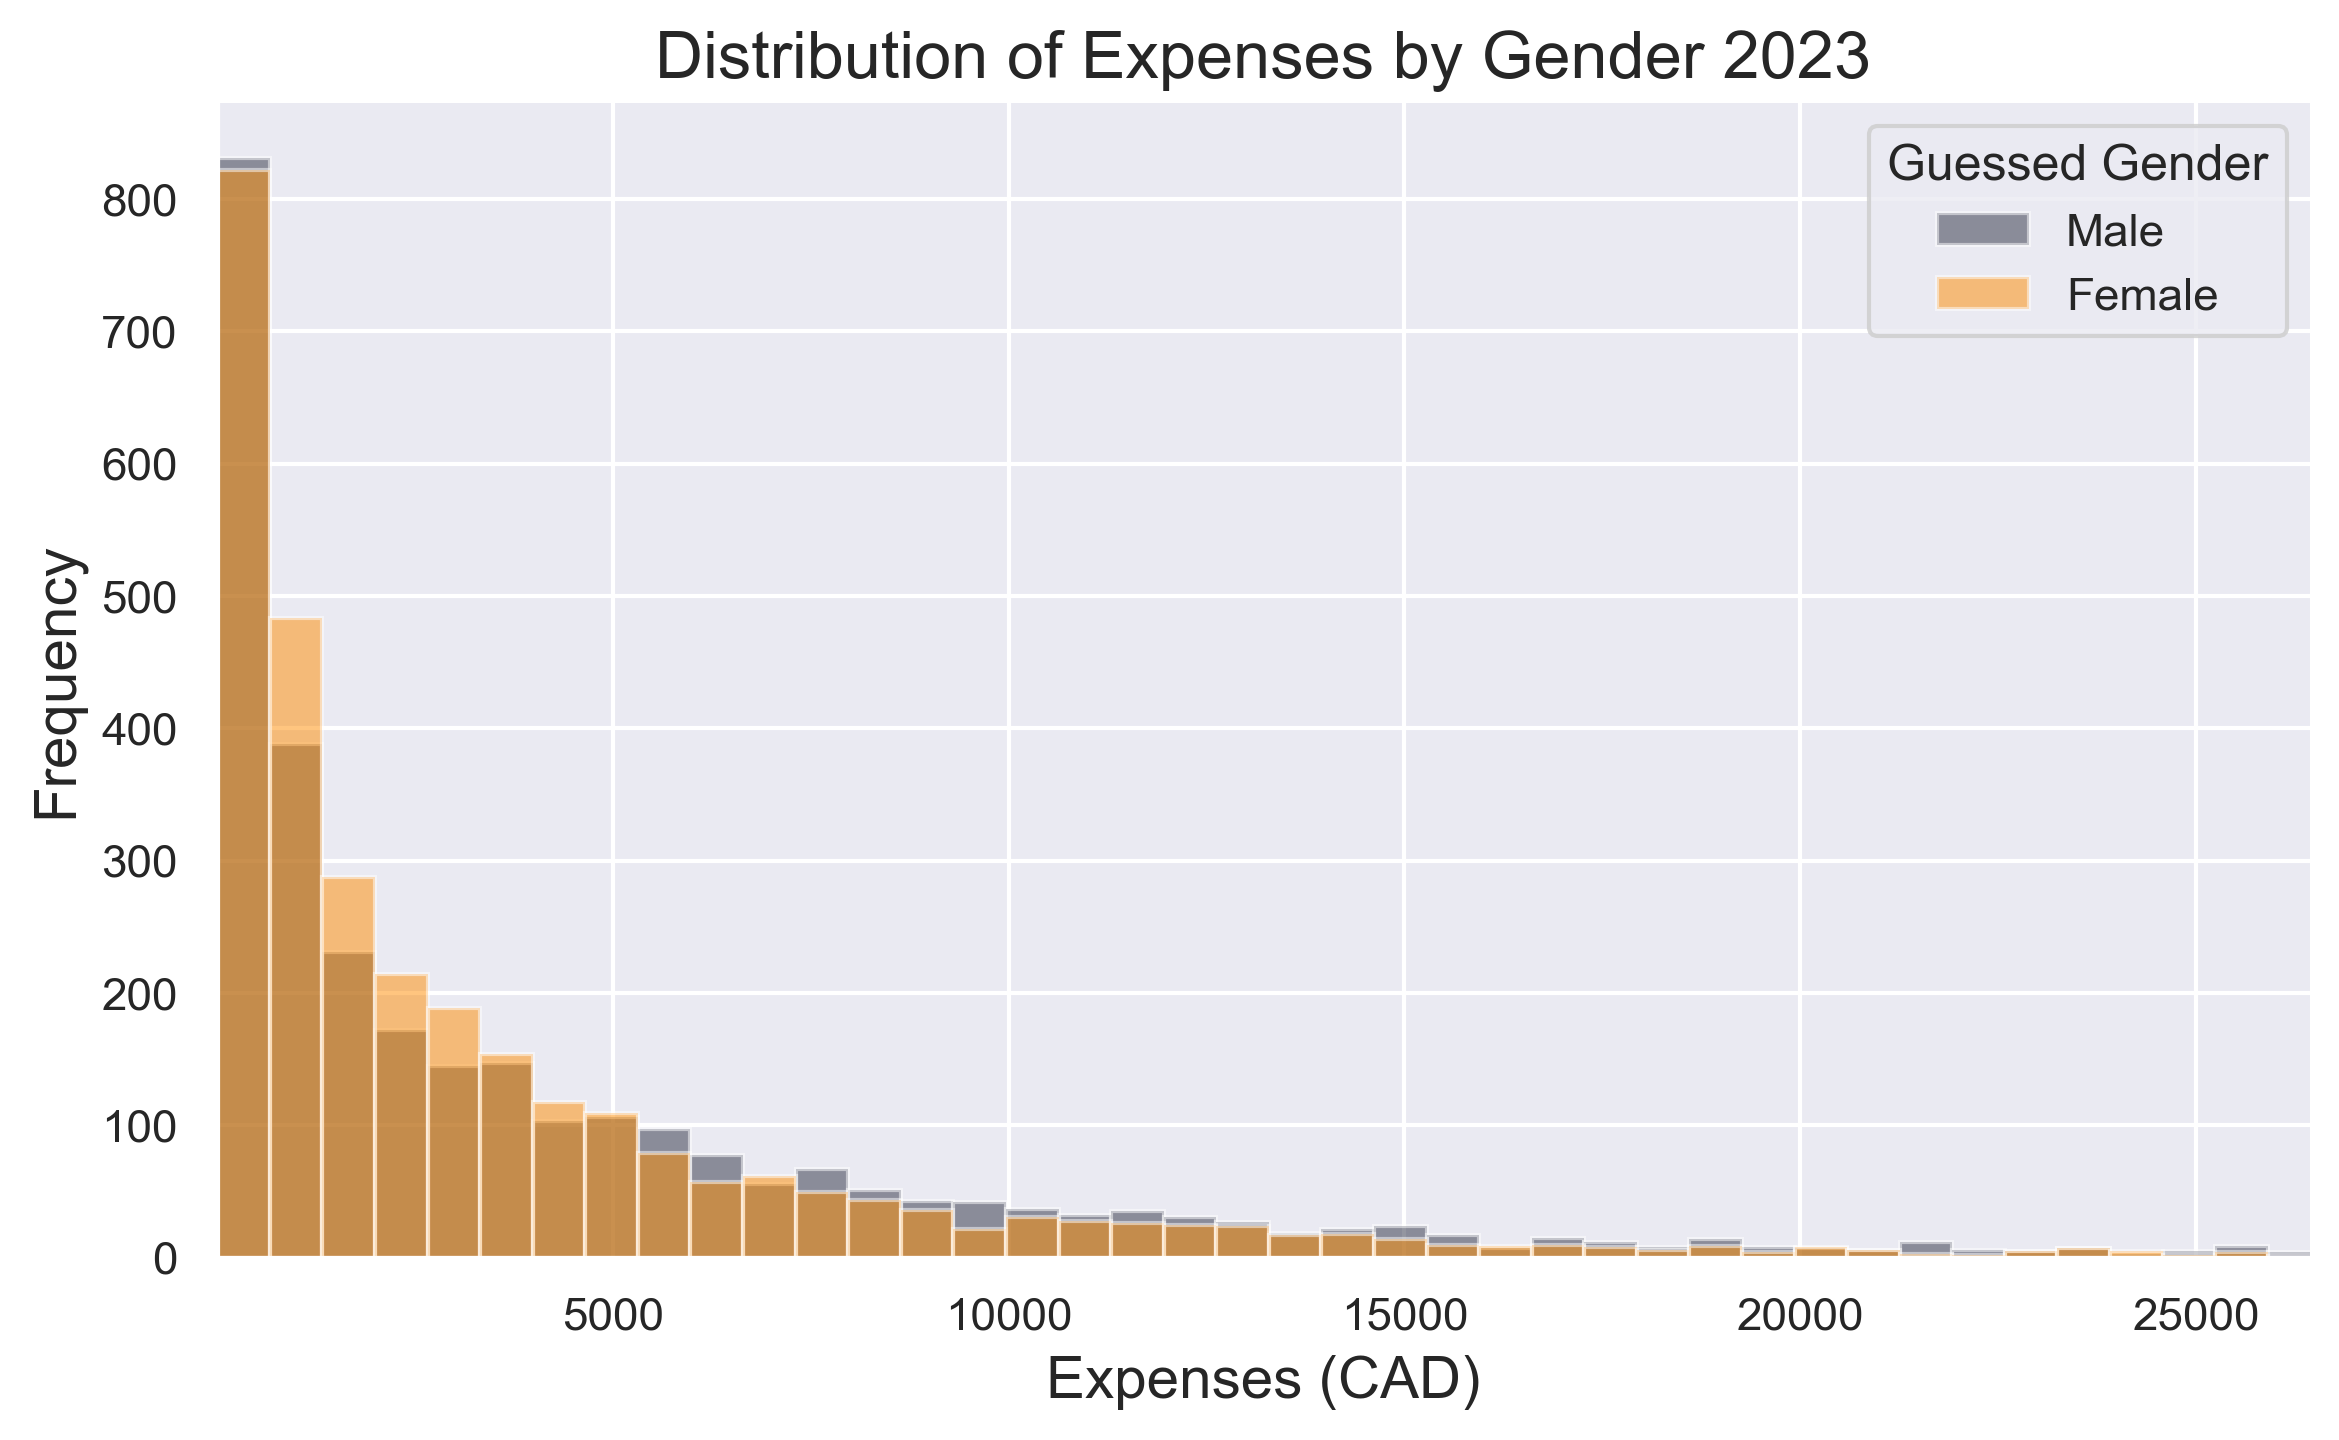 Distribution of Expenses by Gender 2023
Guessed Gender
Male
Female
800
700
600
500
400
300
200
100
0
Frequency
5000 10000 15000 20000 25000
Expenses (CAD)